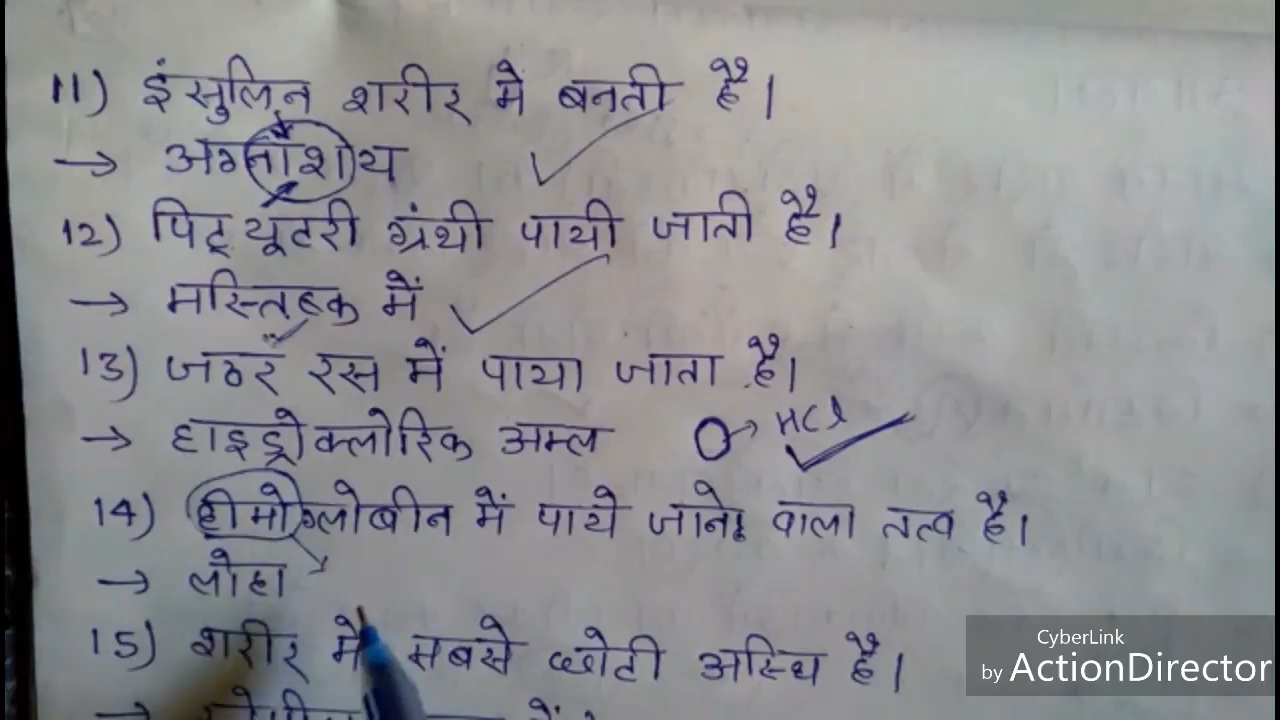 11) इंसुलिन शरीर में बनती है।
→ अग्नाशय
12) पिट्यूटरी ग्रंथी पायी जाती है।
→ मस्तिष्क में
13) जठर रस में पाया जाता है।
→ हाइड्रोक्लोरिक अम्ल → HCl
14) हीमोग्लोबीन में पाये जाने वाला तत्व है।
→ लोहा
15) शरीर में सबसे छोटी अस्थि है।
CyberLink
by ActionDirector